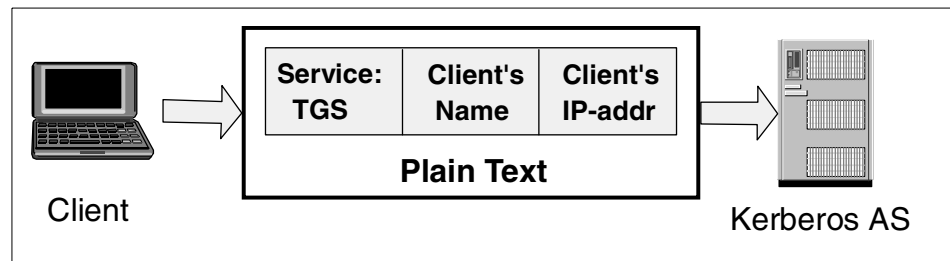 Service: TGS
Client's Name
Client's IP-addr
Plain Text
Client
Kerberos AS